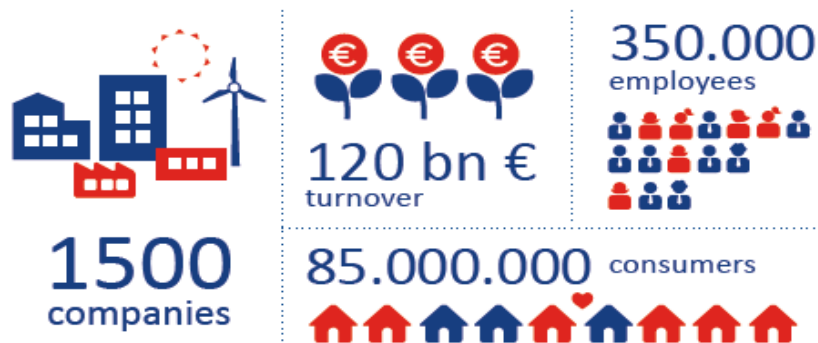 1500
companies
€ € €
120 bn €
turnover
350.000
employees
85.000.000 consumers